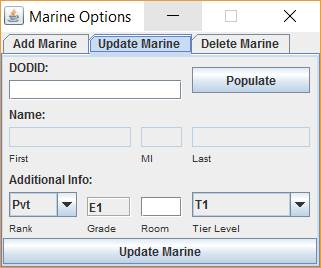 Marine Options
Add Marine Update Marine Delete Marine
DODID:
Populate
Name:
First MI Last
Additional Info:
Pvt E1 T1
Rank Grade Room Tier Level
Update Marine